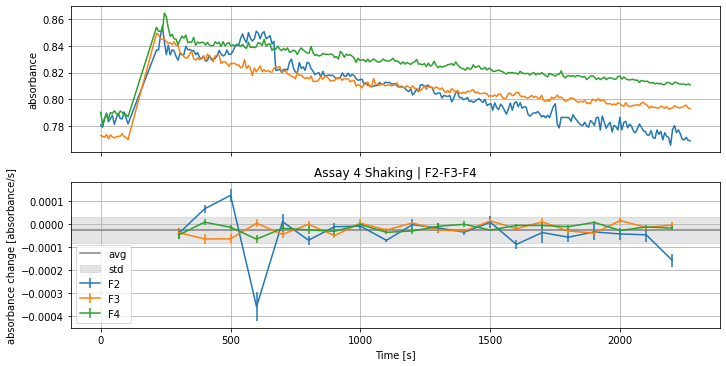 0.86
0.84
0.82
0.80
0.78
absorbance
Assay 4 Shaking | F2-F3-F4
0.0001
0.0000
−0.0001
−0.0002
−0.0003
−0.0004
absorbance change [absorbance/s]
avg
std
F2
F3
F4
0
500
1000
1500
2000
Time [s]